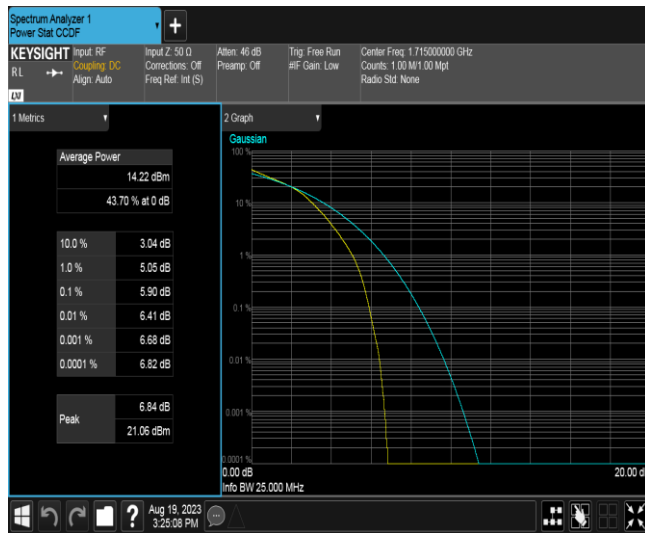 Spectrum Analyzer 1
Power Stat CCDF
KEYSIGHT
RL
LXI
Input: RF
Coupling: DC
Align: Auto
Input Z: 50 Ω
Corrections: Off
Freq Ref: Int (S)
Atten: 46 dB
Preamp: Off
Trig: Free Run
#IF Gain: Low
Center Freq: 1.715000000 GHz
Counts: 1.00 M/1.00 Mpt
Radio Std: None
1 Metrics
Average Power
14.22 dBm
43.70 % at 0 dB
10.0 % 3.04 dB
1.0 % 5.05 dB
0.1 % 5.90 dB
0.01 % 6.41 dB
0.001 % 6.68 dB
0.0001 % 6.82 dB
Peak
6.84 dB
21.06 dBm
2 Graph
Gaussian
100 %
10 %
1 %
0.1 %
0.01 %
0.001 %
0.0001 %
0.00 dB 20.00 d
Info BW 25.000 MHz
?
Aug 19, 2023
3:25:08 PM